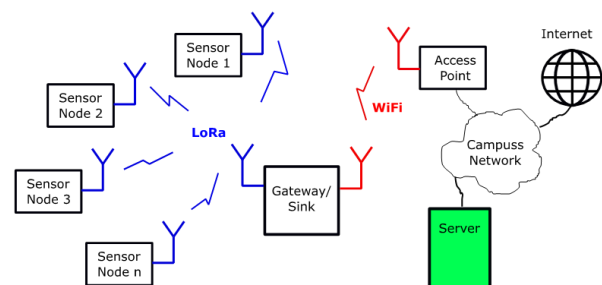 Sensor
Node 1
Sensor
Node 2
Sensor
Node 3
Sensor
Node n
LoRa
Gateway/
Sink
WiFi
Access
Point
Internet
Campuss
Network
Server